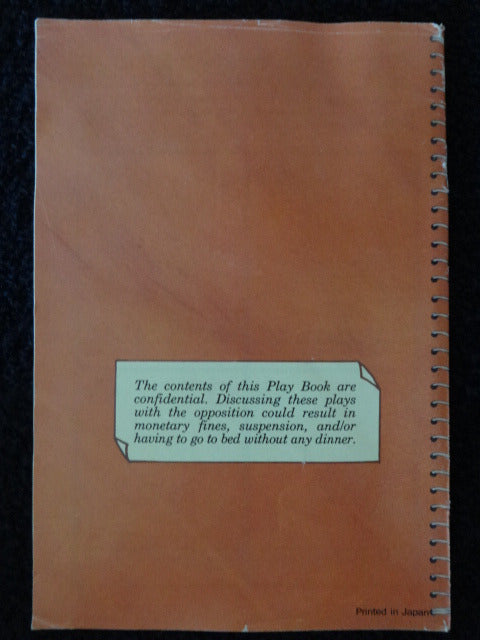 The contents of this Play Book are
confidential. Discussing these plays
with the opposition could result in
monetary fines, suspension, and/or
having to go to bed without any dinner.
Printed in Japan